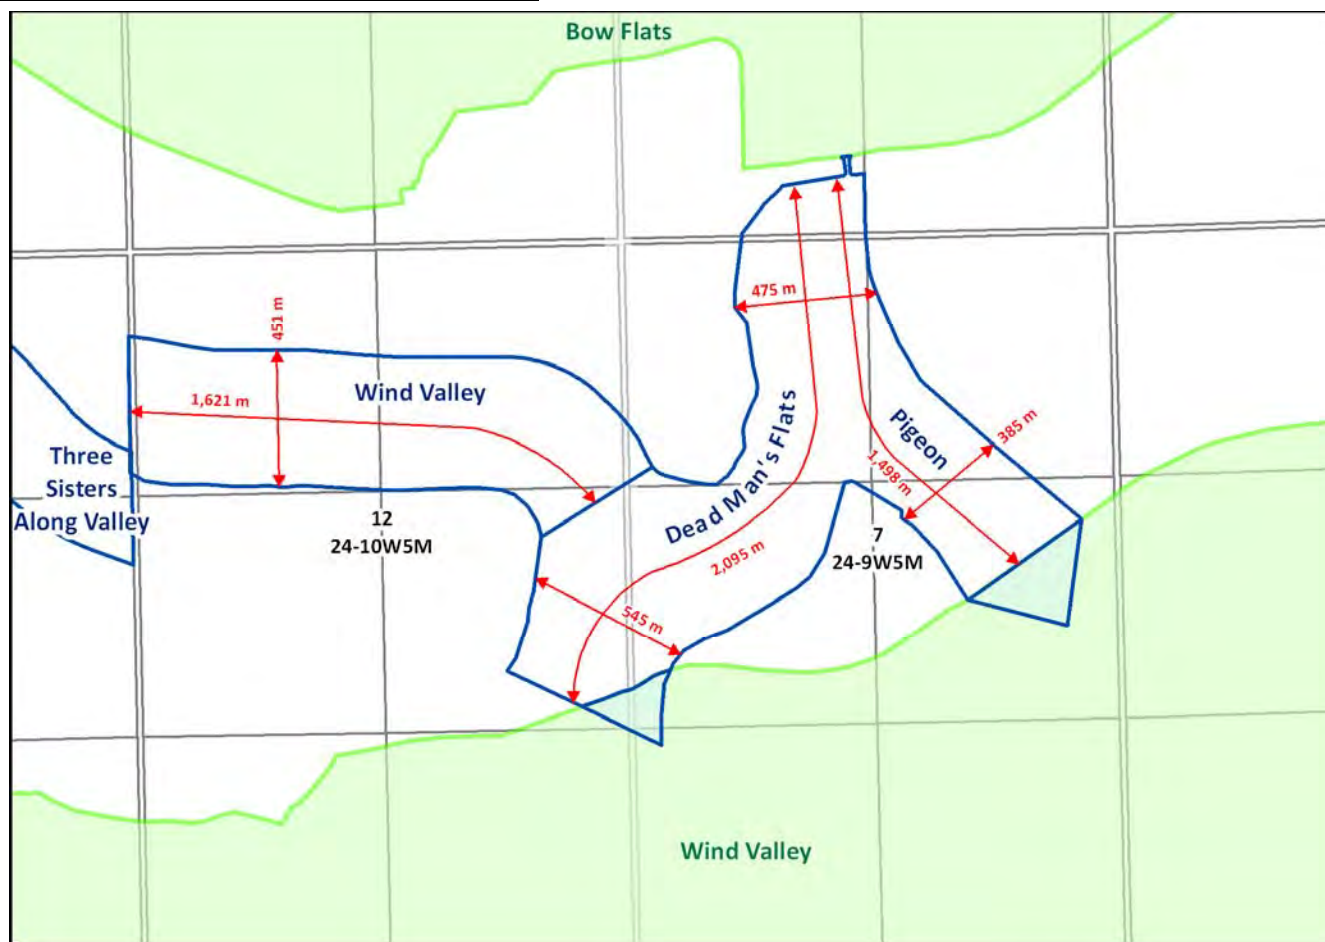 Bow Flats
475 m
451 m
Wind Valley
1,621 m
Dead Man's Flats
Pigeon
385 m
1,498 m
Three
Sisters
Along Valley
12
24-10W5M
7
24-9W5M
2,095 m
545 m
Wind Valley